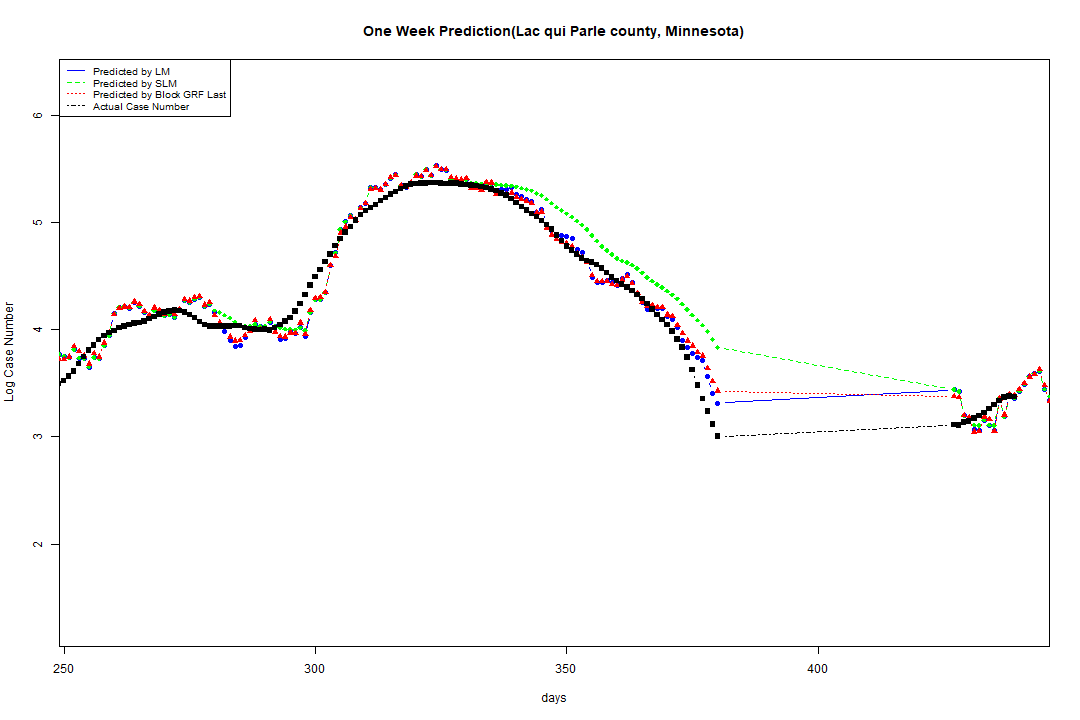 One Week Prediction(Lac qui Parle county, Minnesota)
Predicted by LM
Predicted by SLM
Predicted by Block GRF Last
Actual Case Number
6
5
4
3
2
Log Case Number
250 300 350 400
days